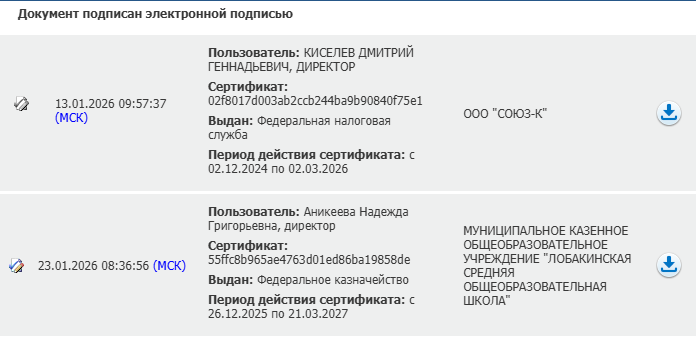 Документ подписан электронной подписью
13.01.2026 09:57:37
(МСК)
Пользователь: КИСЕЛЕВ ДМИТРИЙ
ГЕННАДЬЕВИЧ, ДИРЕКТОР
Сертификат:
02f8017d003ab2ccb244ba9b90840f75e1
Выдан: Федеральная налоговая
служба
Период действия сертификата: с
02.12.2024 по 02.03.2026
ООО "СОЮЗ-К"
23.01.2026 08:36:56 (МСК)
Пользователь: Аникеева Надежда
Григорьевна, директор
Сертификат:
55ffc8b965ae4763d01ed86ba19858de
Выдан: Федеральное казначейство
Период действия сертификата: с
26.12.2025 по 21.03.2027
МУНИЦИПАЛЬНОЕ КАЗЕННОЕ
ОБЩЕОБРАЗОВАТЕЛЬНОЕ
УЧРЕЖДЕНИЕ "ЛОБАКИНСКАЯ
СРЕДНЯЯ
ОБЩЕОБРАЗОВАТЕЛЬНАЯ
ШКОЛА"